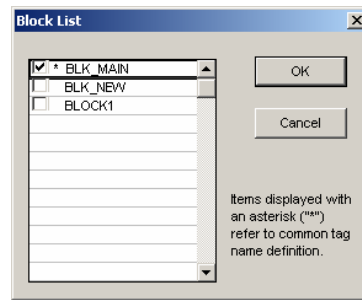 Block List
* BLK_MAIN
BLK_NEW
BLOCK1
OK
Cancel
Items displayed with
an asterisk ("*")
refer to common tag
name definition.